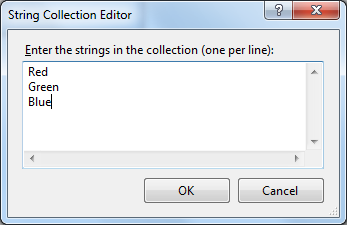 String Collection Editor
?
Enter the strings in the collection (one per line):
Red
Green
Blue
OK
Cancel